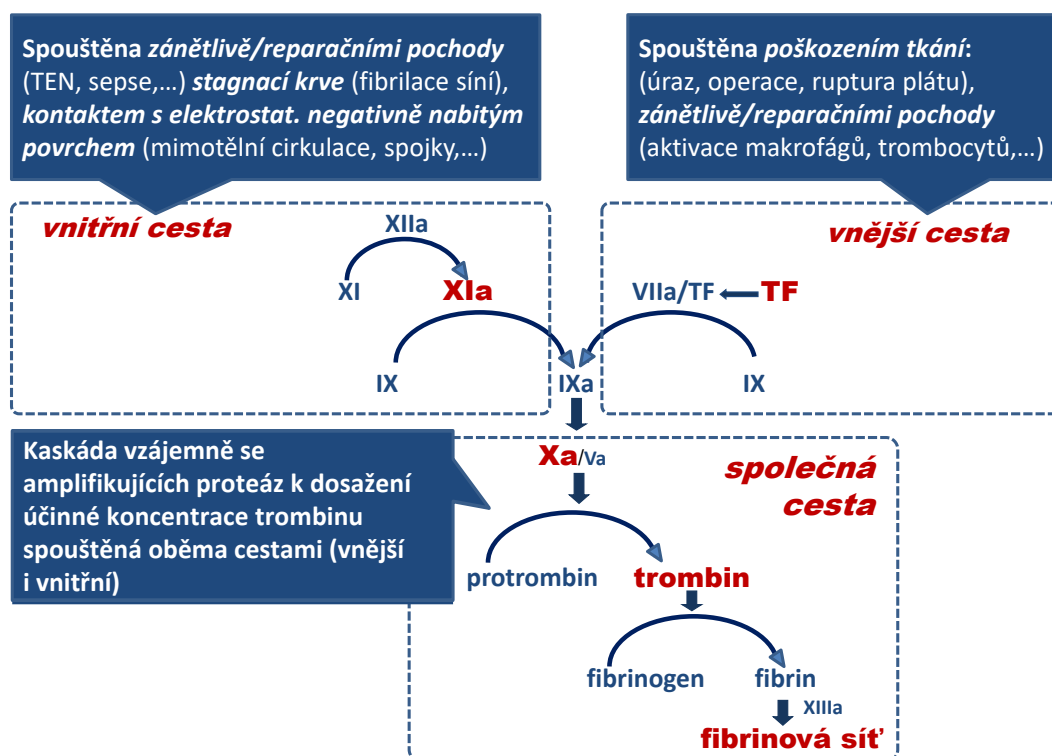 Spouštěna zánětlivě/reparačními pochody
(TEN, sepse,…) stagnací krve (fibrilace síní),
kontaktem s elektrostat. negativně nabitým
povrchem (mimotělní cirkulace, spojky,…)
Spouštěna poškozením tkání:
(úraz, operace, ruptura plátu),
zánětlivě/reparačními pochody
(aktivace makrofágů, trombocytů,…)
vnitřní cesta
XIIa
vnější cesta
XI
XIa
VIIa/TF
TF
IX
IXa
IX
Kaskáda vzájemně se
amplifikujících proteáz k dosažení
účinné koncentrace trombinu
spouštěná oběma cestami (vnější
i vnitřní)
Xa/Va
společná
cesta
protrombin
trombin
fibrinogen
fibrin
XIIIa
fibrinová síť